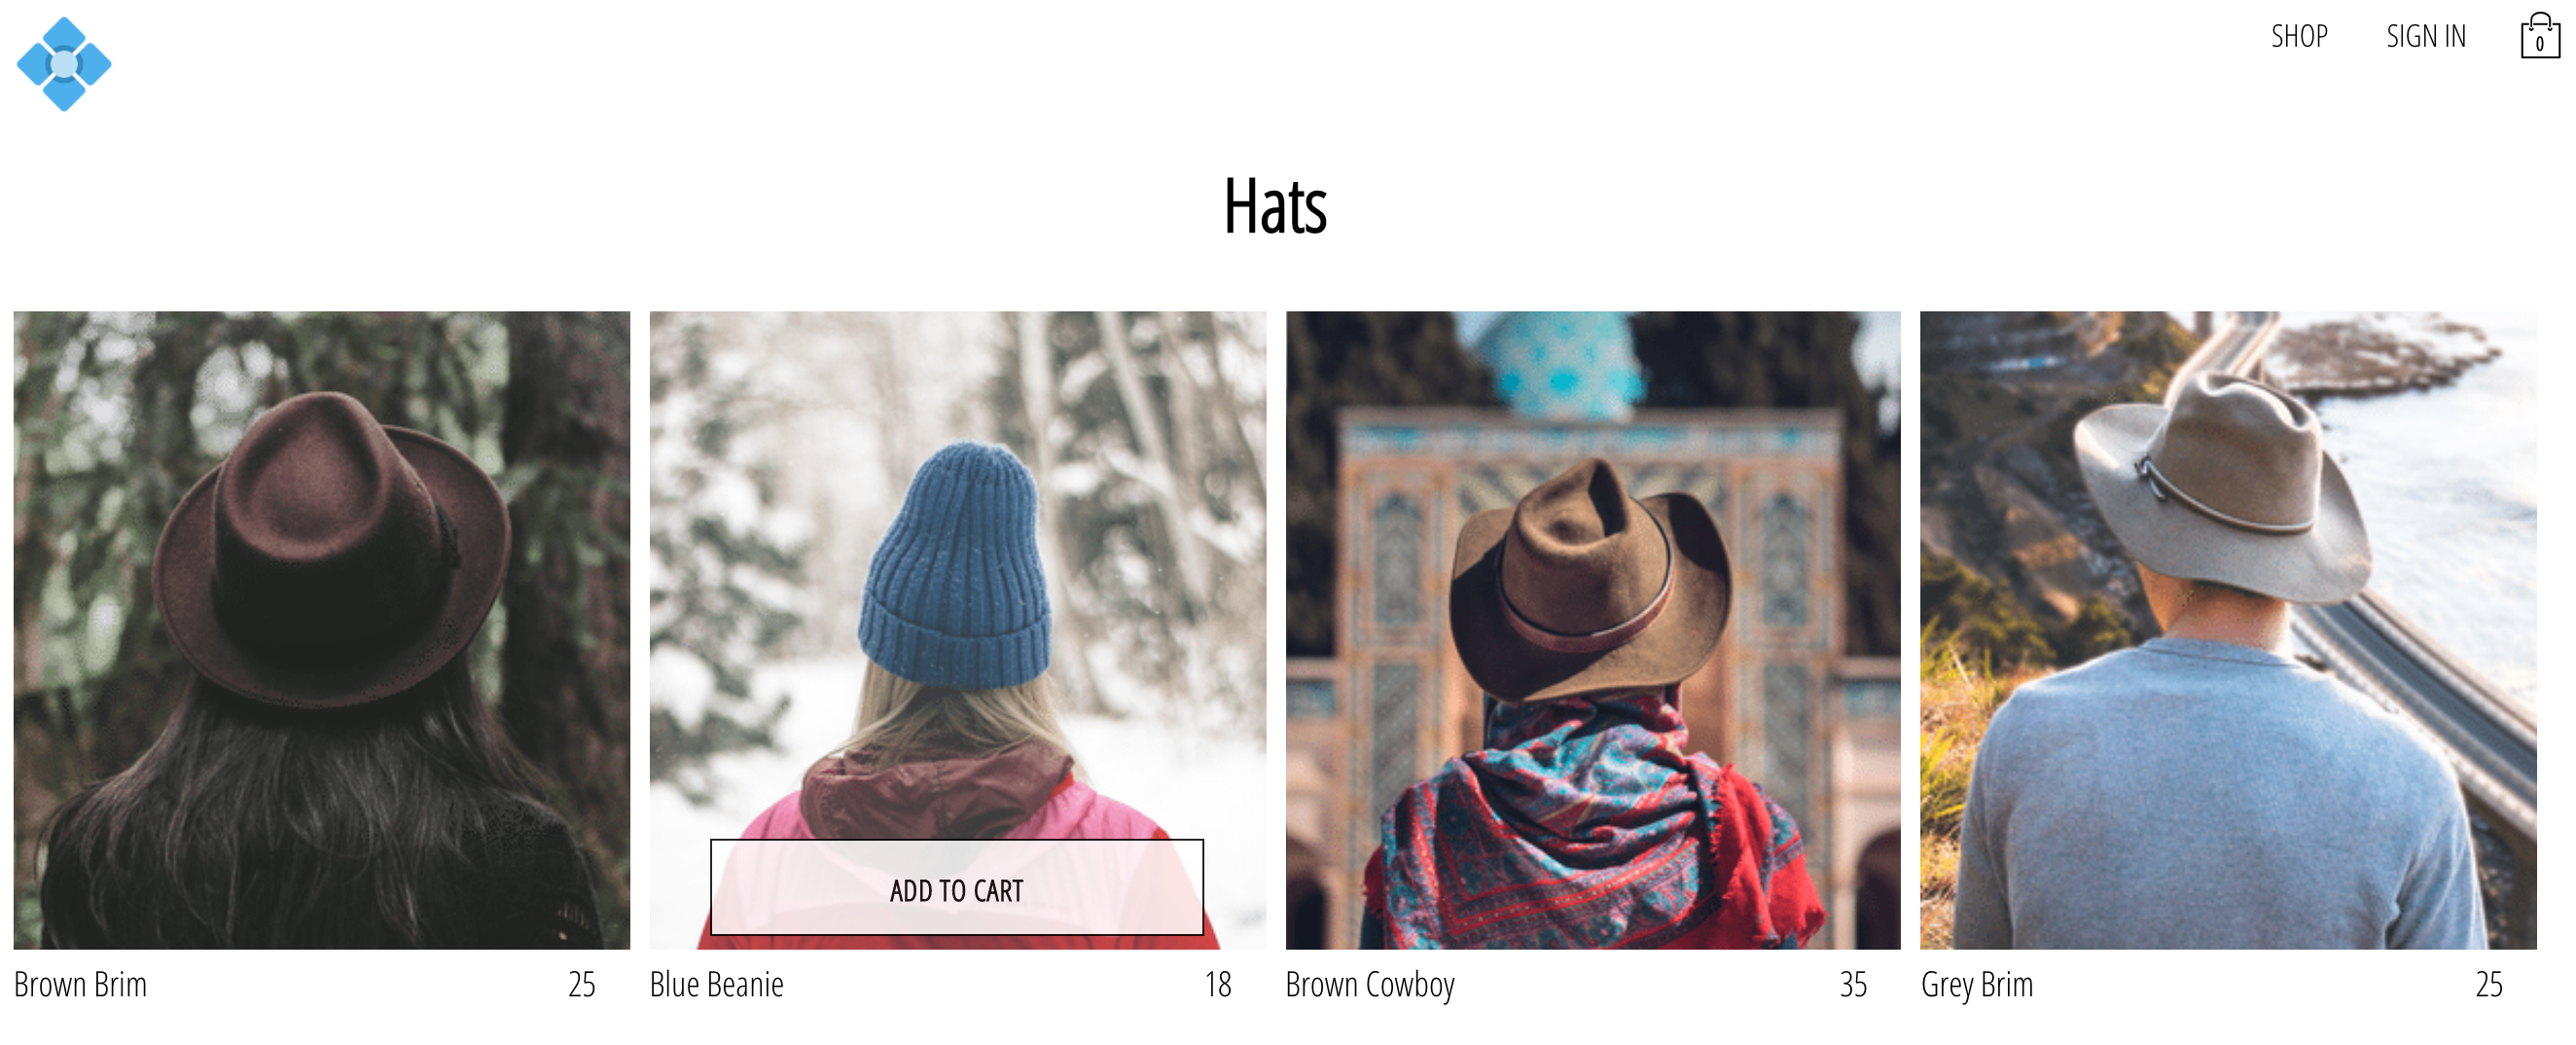 SHOP SIGN IN 0
Hats
ADD TO CART
Brown Brim 25 Blue Beanie 18 Brown Cowboy 35 Grey Brim 25